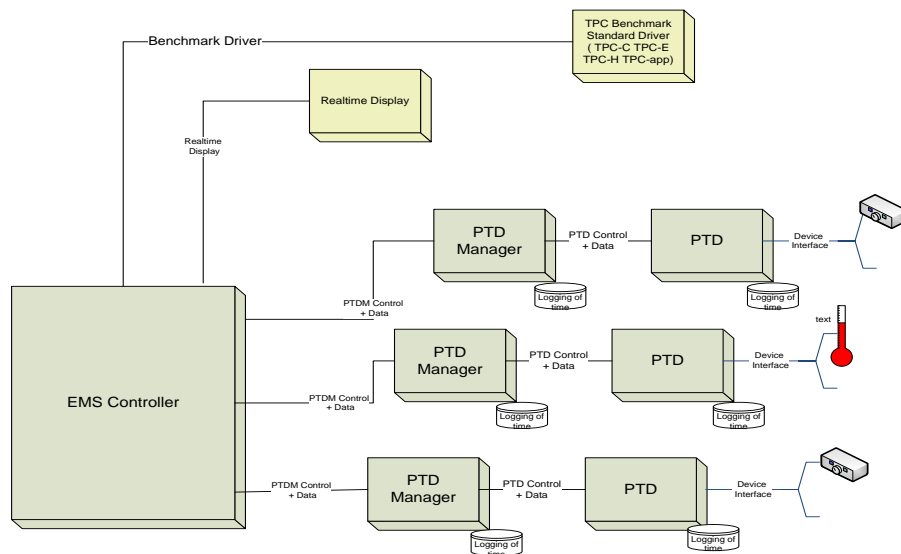 TPC Benchmark
Standard Driver
( TPC-C TPC-E
TPC-H TPC-app)
Benchmark Driver
Realtime Display
Realtime
Display
PTD
Manager
PTD Control
+ Data
PTD
Device
Interface
Logging of
time
Logging of
time
PTDM Control
+ Data
text
PTD
Manager
PTD Control
+ Data
PTD
Device
Interface
EMS Controller
PTDM Control
+ Data
Logging of
time
Logging of
time
PTD
Manager
PTD Control
+ Data
PTD
Device
Interface
PTDM Control
+ Data
Logging of
time
Logging of
time